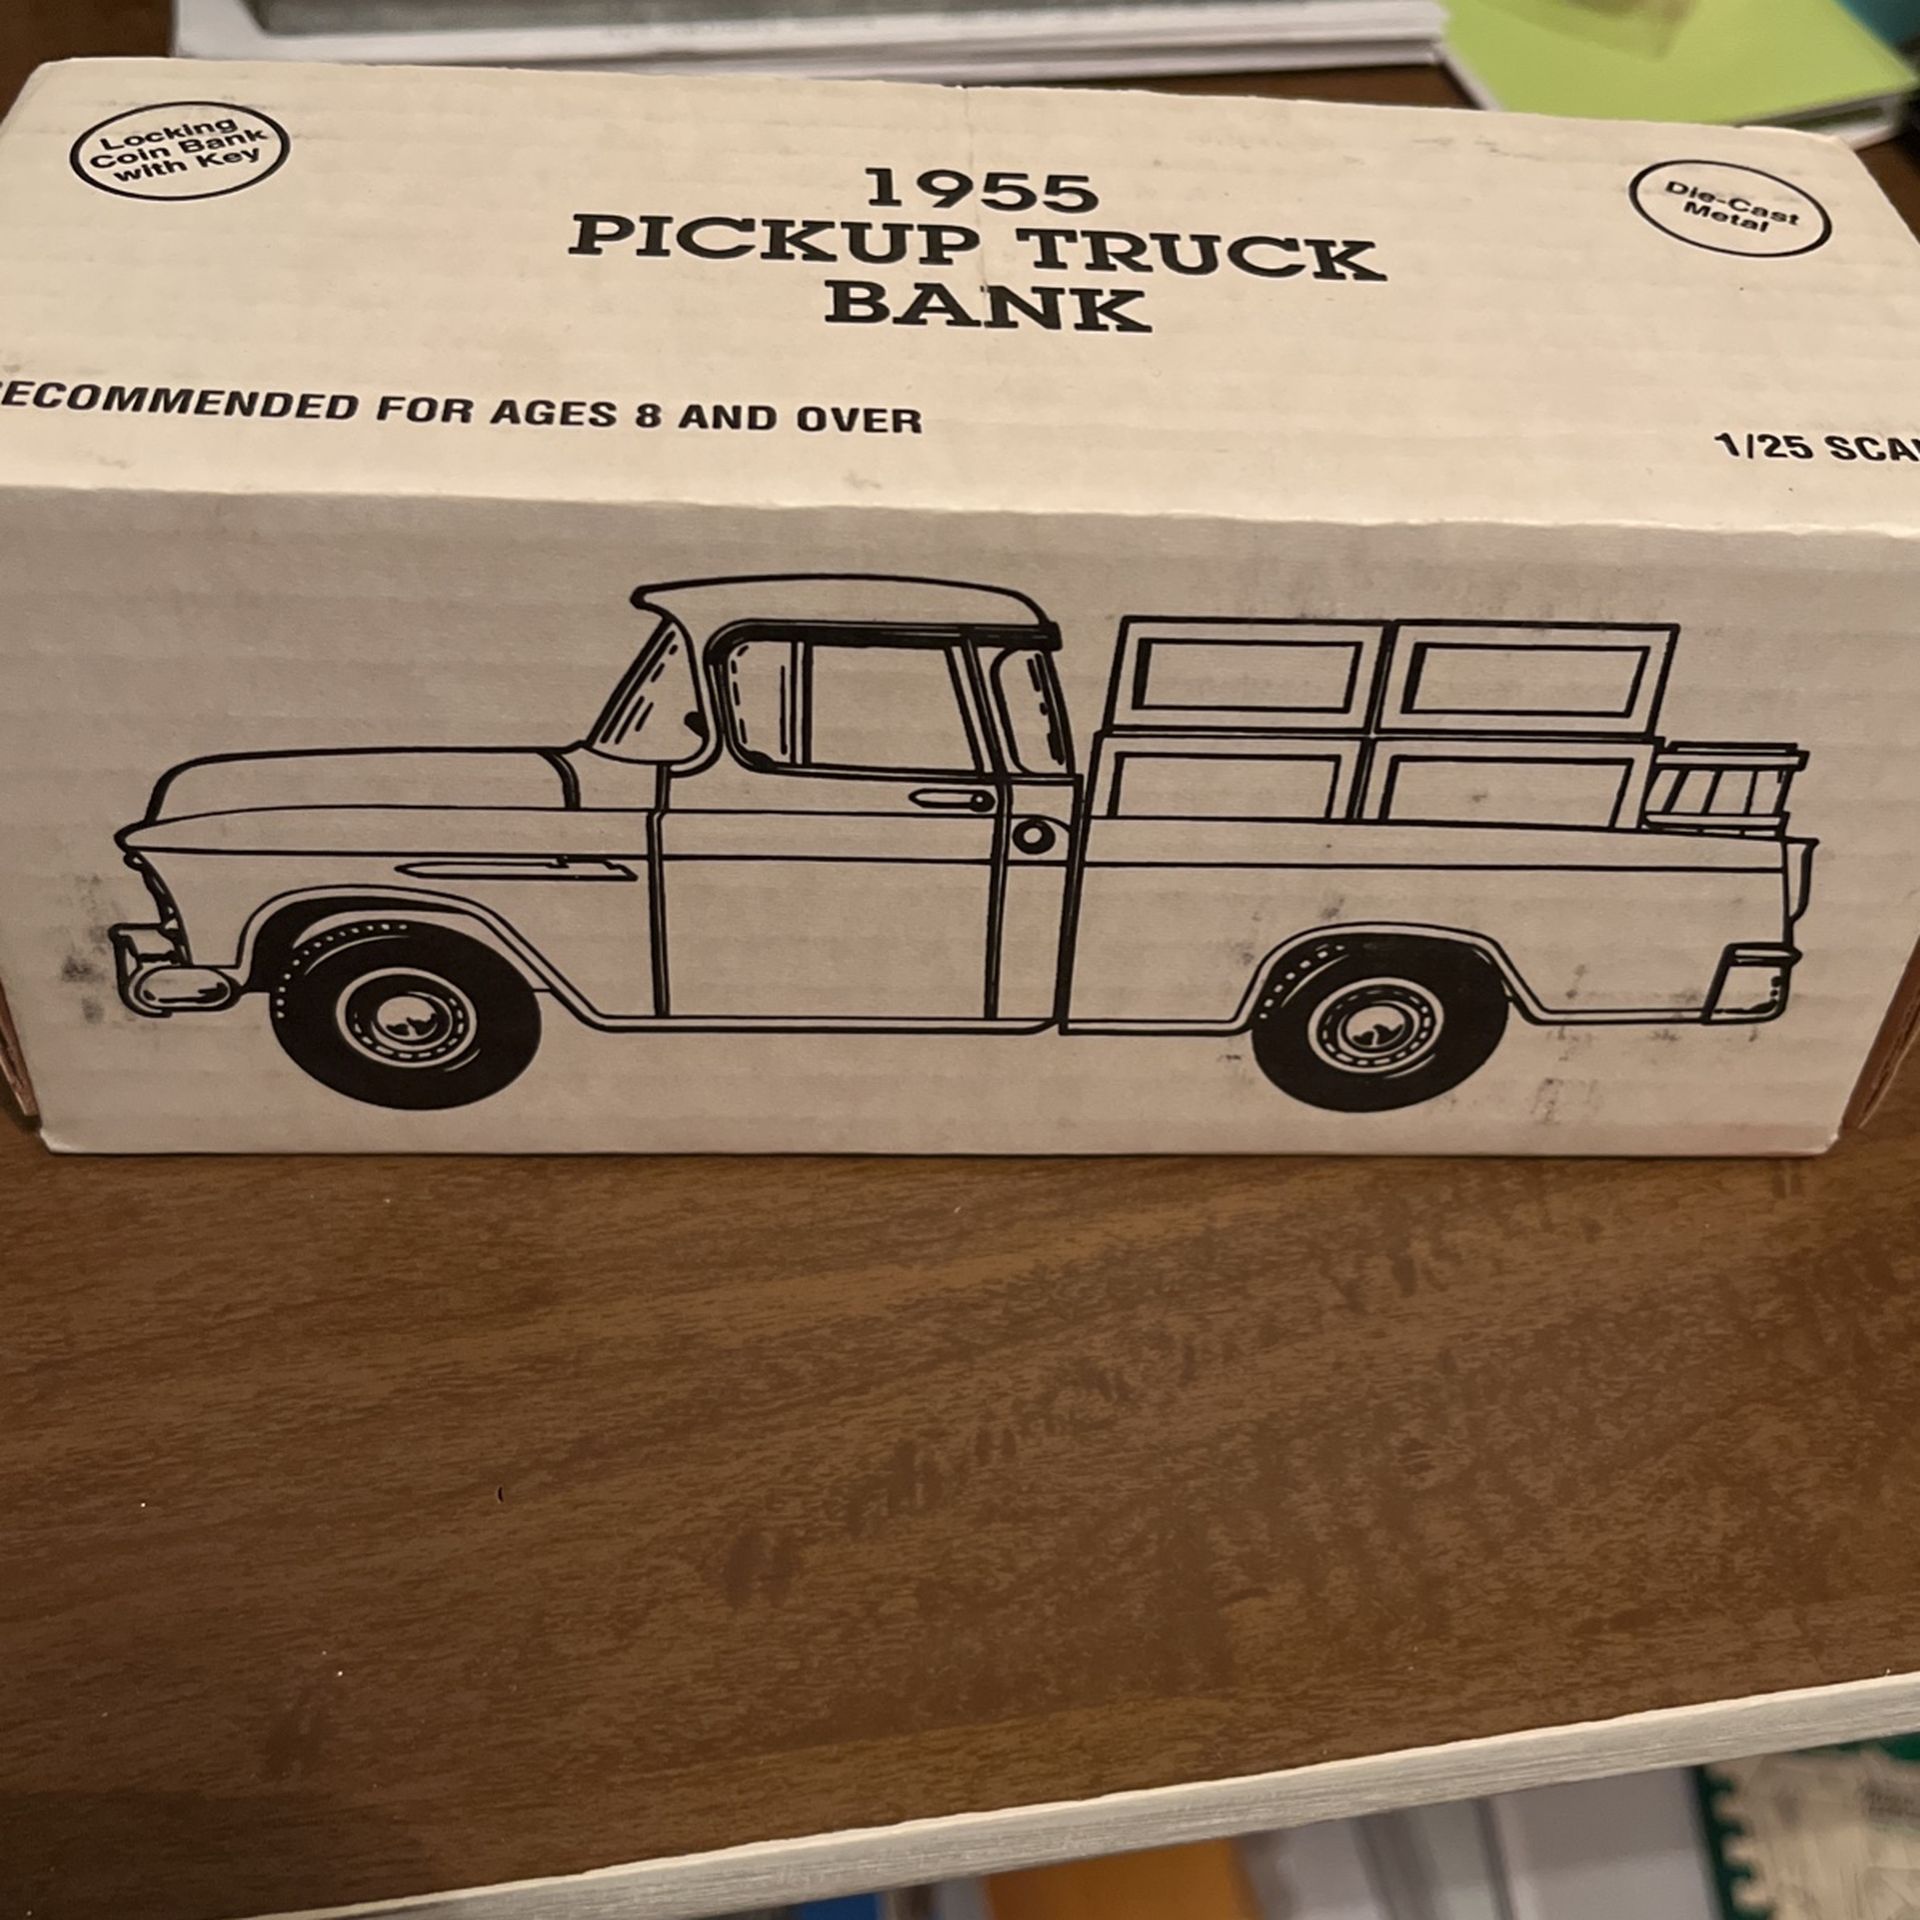 Locking
Coin Bank
with Key
1955
PICKUP TRUCK
BANK
Die-Cast
Metal
ECOMMENDED FOR AGES 8 AND OVER
1/25 SCA